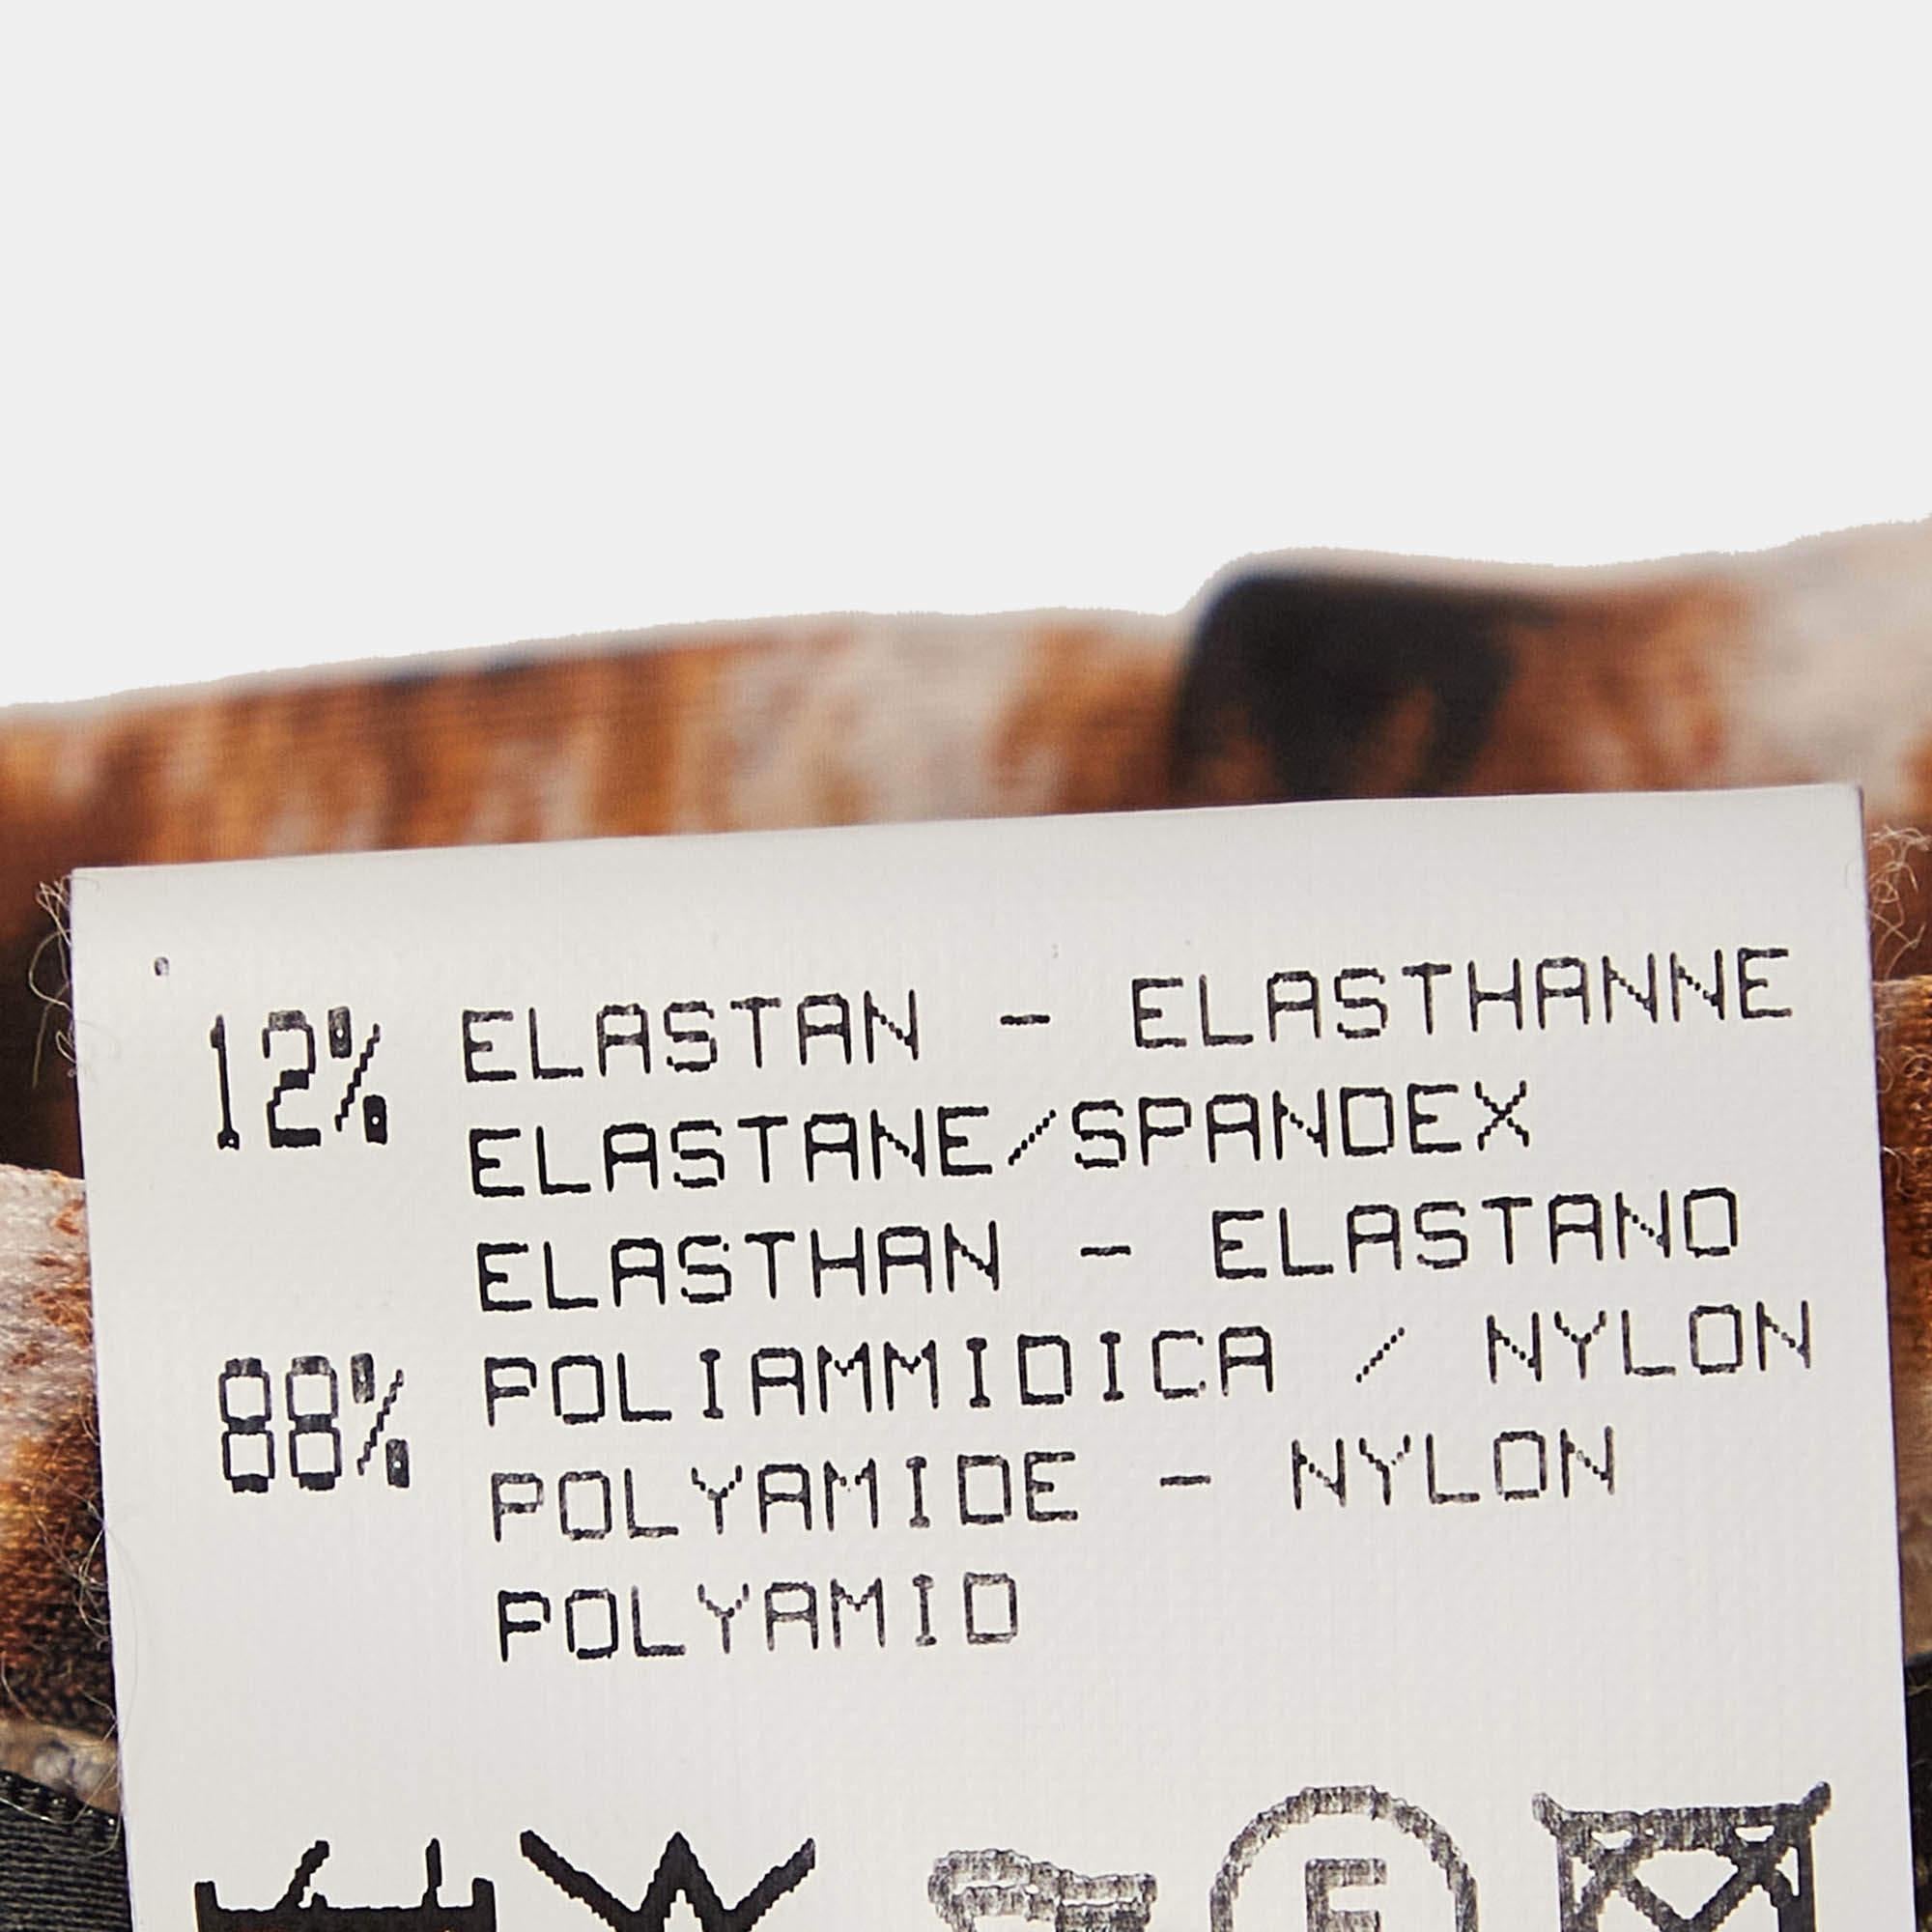 12% ELASTAN - ELASTHANNE
ELASTANE/SPANDEX
ELASTHAN - ELASTANO
88% POLIAMMIDICA / NYLON
POLYAMIDE - NYLON
POLYAMID
F